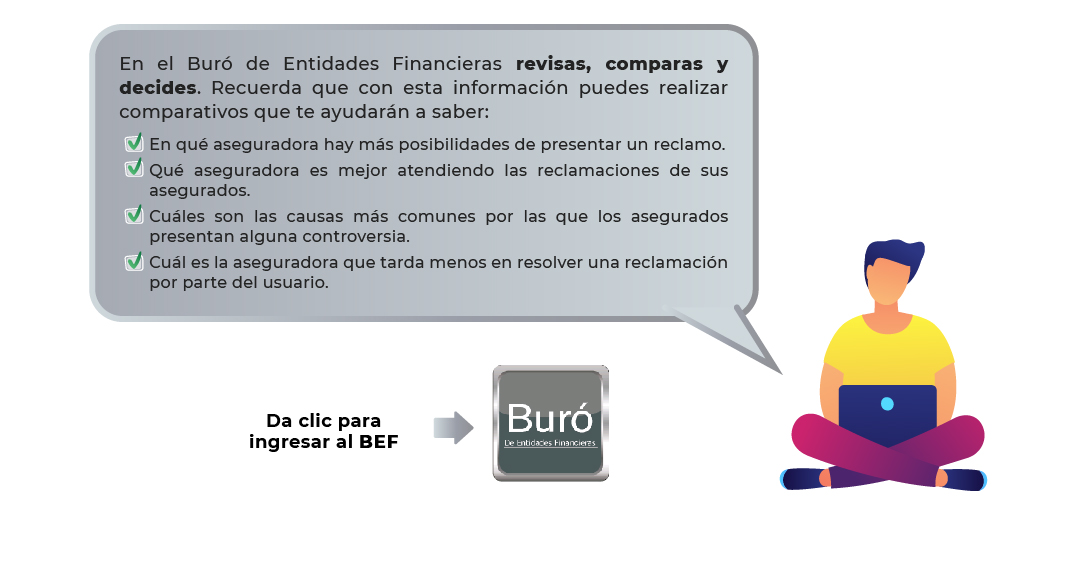 En el Buró de Entidades Financieras revisas, comparas y
decides. Recuerda que con esta información puedes realizar
comparativos que te ayudarán a saber:
En qué aseguradora hay más posibilidades de presentar un reclamo.
Qué aseguradora es mejor atendiendo las reclamaciones de sus
asegurados.
Cuáles son las causas más comunes por las que los asegurados
presentan alguna controversia.
Cuál es la aseguradora que tarda menos en resolver una reclamación
por parte del usuario.
Da clic para
ingresar al BEF
Buró
De Entidades Financieras